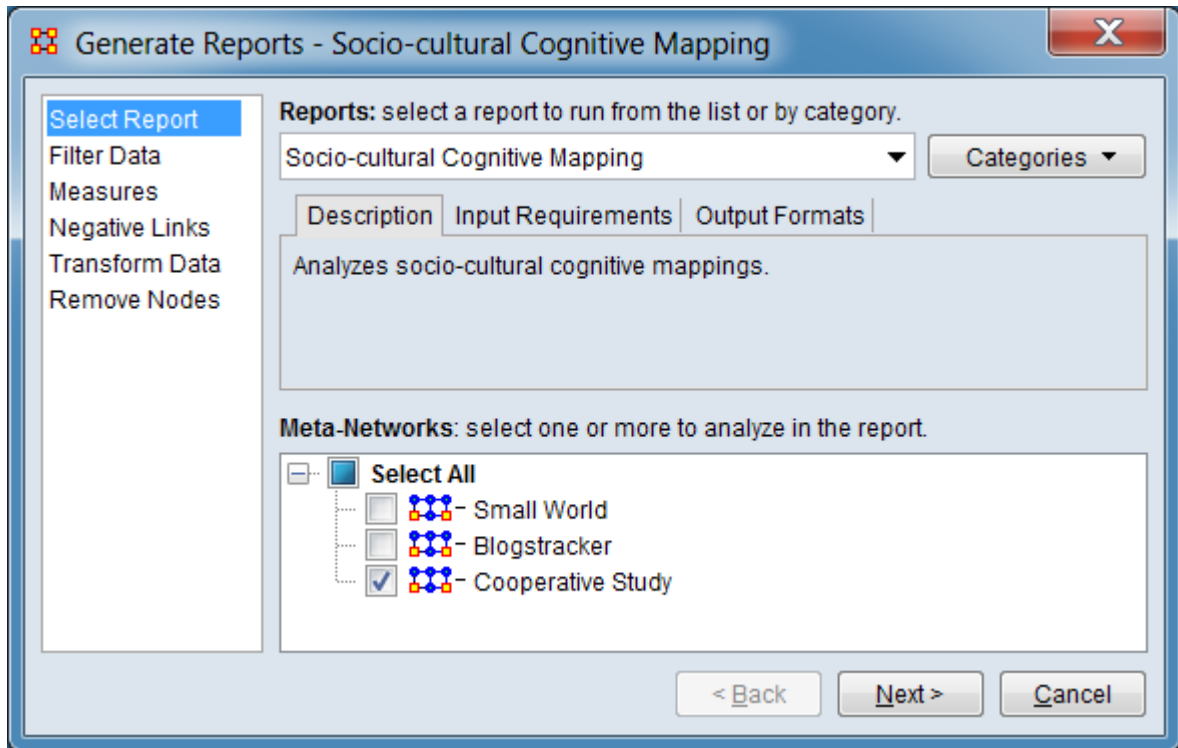 Generate Reports - Socio-cultural Cognitive Mapping
X
Select Report
Filter Data
Measures
Negative Links
Transform Data
Remove Nodes
Reports: select a report to run from the list or by category.
Socio-cultural Cognitive Mapping
Categories
Description Input Requirements Output Formats
Analyzes socio-cultural cognitive mappings.
Meta-Networks: select one or more to analyze in the report.
Select All
Small World
Blogstracker
Cooperative Study
< Back Next > Cancel